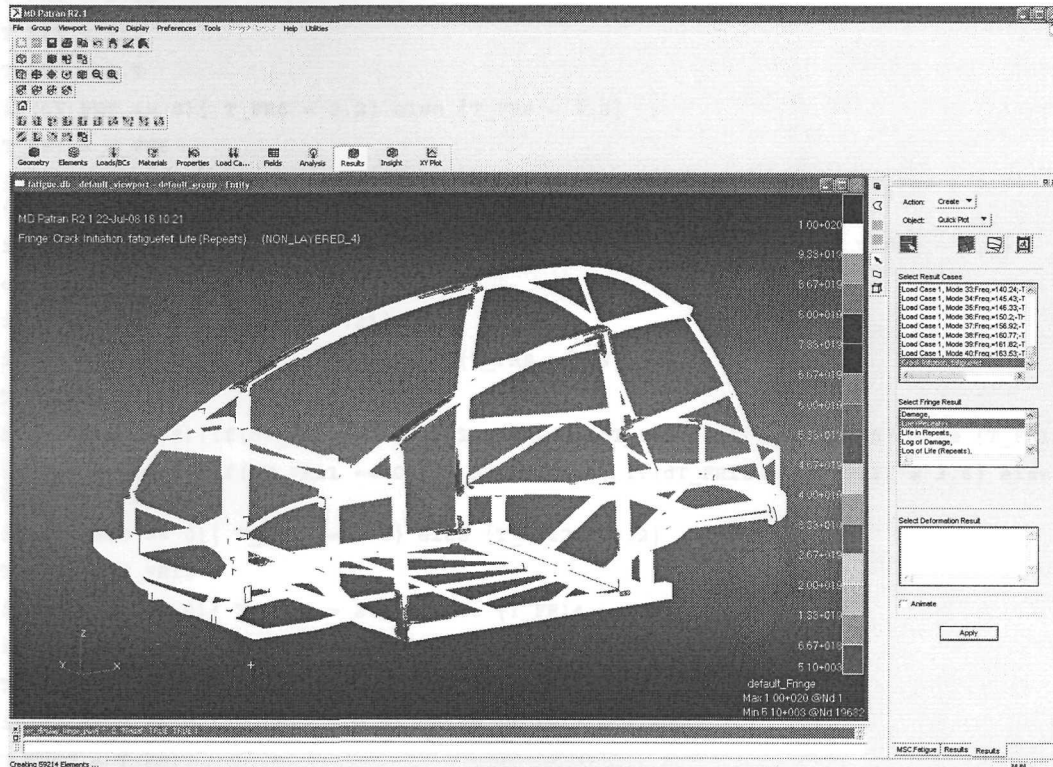 MD Patran R2.1
File Group Viewport Viewing Display Preferences Tools Help Utilities
Geometry Elements Loads/BCs Materials Properties Load Ca... Fields Analysis Results Insight XY Plot
fatigue.db - default_viewport - default_group - Entity
MD Patran R2.1 22-Jul-08 16:10:21
Fringe: Crack Initiation, fatiguefef, Life (Repeats), ... (NON_LAYERED_4)
1.00+020
9.33+019
8.67+019
8.00+019
6.67+019
6.00+019
4.67+019
4.00+019
3.33+019
2.67+019
2.00+019
1.33+019
6.67+018
5.10+003
default_Fringe
Max 1.00+020 @Nd 1
Min 5.10+003 @Nd 19682
Z
Y
X
Action: Create
Object: Quick Plot
Select Result Cases
Load Case 1, Mode 33:Freq.=140.24;-T
Load Case 1, Mode 34:Freq.=145.43;-T
Load Case 1, Mode 35:Freq.=146.33;-T
Load Case 1, Mode 36:Freq.=150.2;-TH
Load Case 1, Mode 37:Freq.=156.92;-T
Load Case 1, Mode 38:Freq.=160.77;-T
Load Case 1, Mode 39:Freq.=161.82;-T
Load Case 1, Mode 40:Freq.=163.53;-T
Crack Initiation, fatiguefef
Select Fringe Result
Damage,
Life (Repeats),
Life in Repeats,
Log of Damage,
Log of Life (Repeats),
Select Deformation Result
Animate
Apply
MSC.Fatigue Results Results
Creating 59214 Elements ...